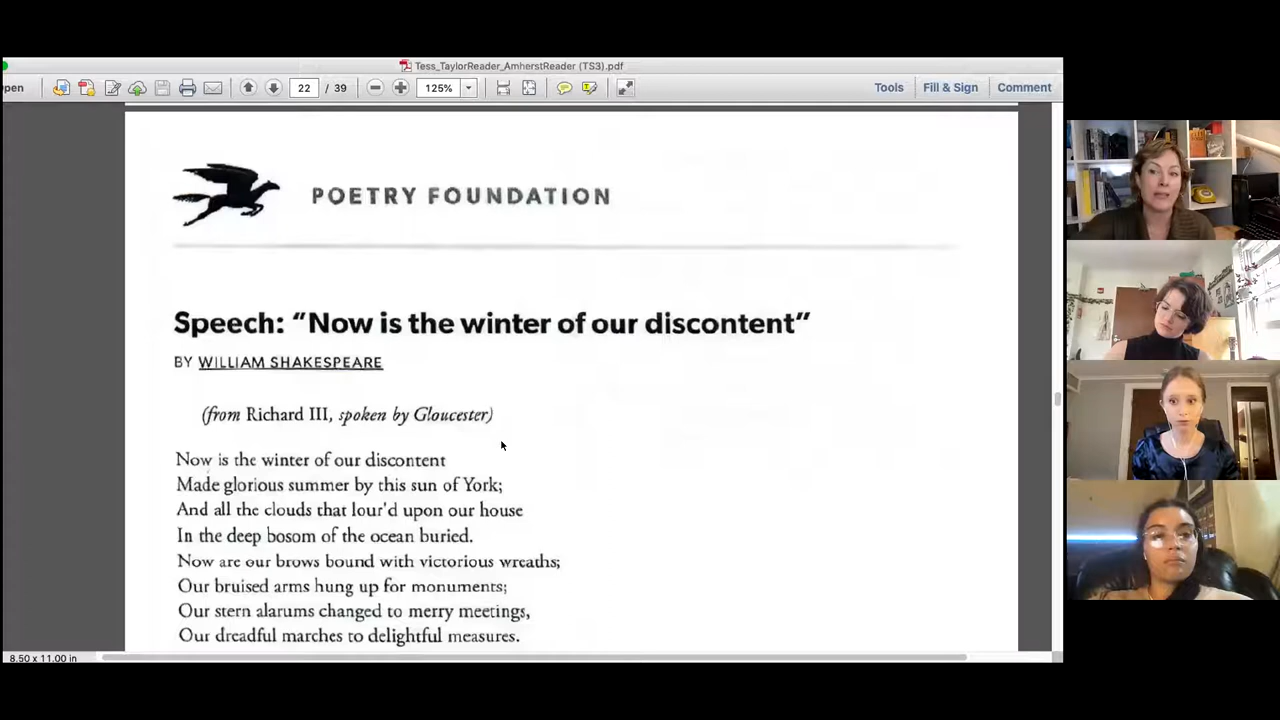 Tess_TaylorReader_AmherstReader (TS3).pdf
pen
22 / 39
125%
Tools
Fill & Sign
Comment
POETRY FOUNDATION
Speech: “Now is the winter of our discontent”
BY WILLIAM SHAKESPEARE
(from Richard III, spoken by Gloucester)
Now is the winter of our discontent
Made glorious summer by this sun of York;
And all the clouds that lour'd upon our house
In the deep bosom of the ocean buried.
Now are our brows bound with victorious wreaths;
Our bruised arms hung up for monuments;
Our stern alarums changed to merry meetings,
Our dreadful marches to delightful measures.
8.50 x 11.00 in